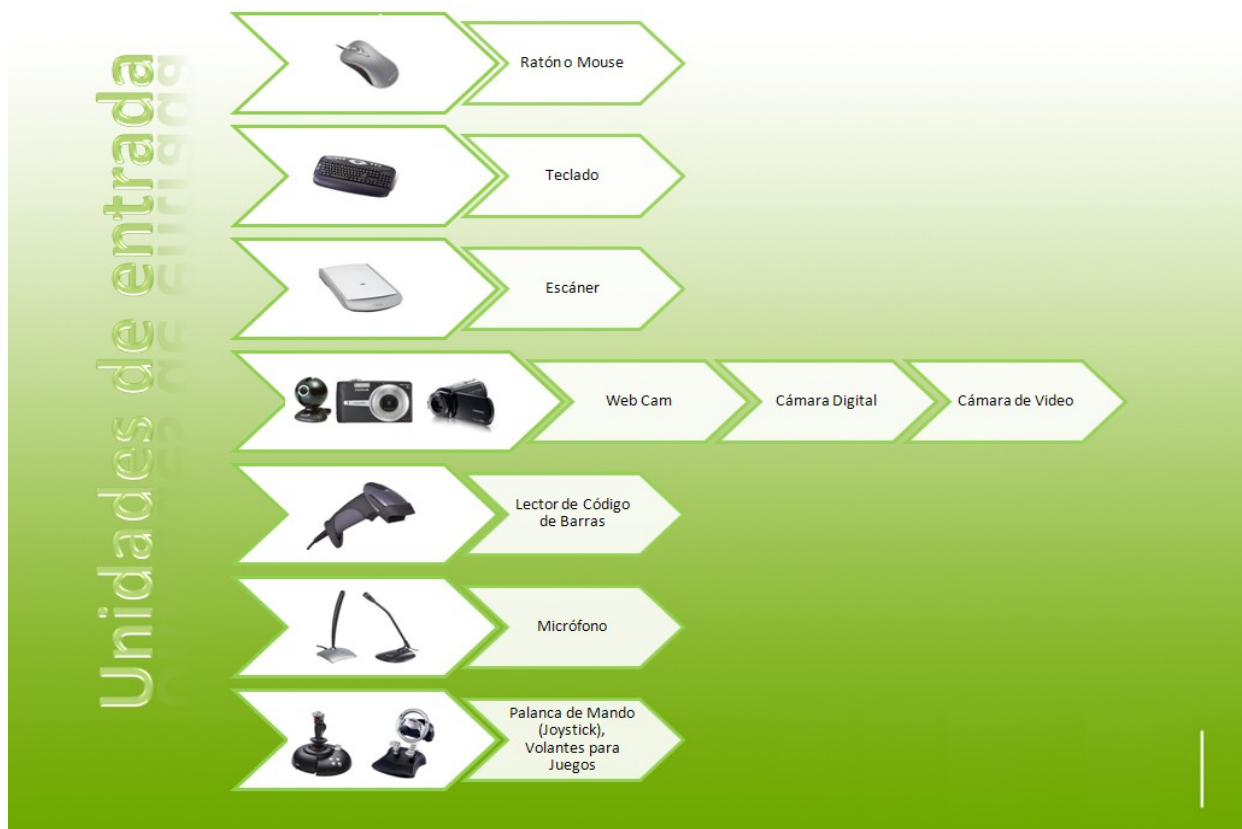 Unidades de entrada
Ratón o Mouse
Teclado
Escáner
Web Cam
Cámara Digital
Cámara de Video
Lector de Código
de Barras
Micrófono
Palanca de Mando
(Joystick),
Volantes para
Juegos